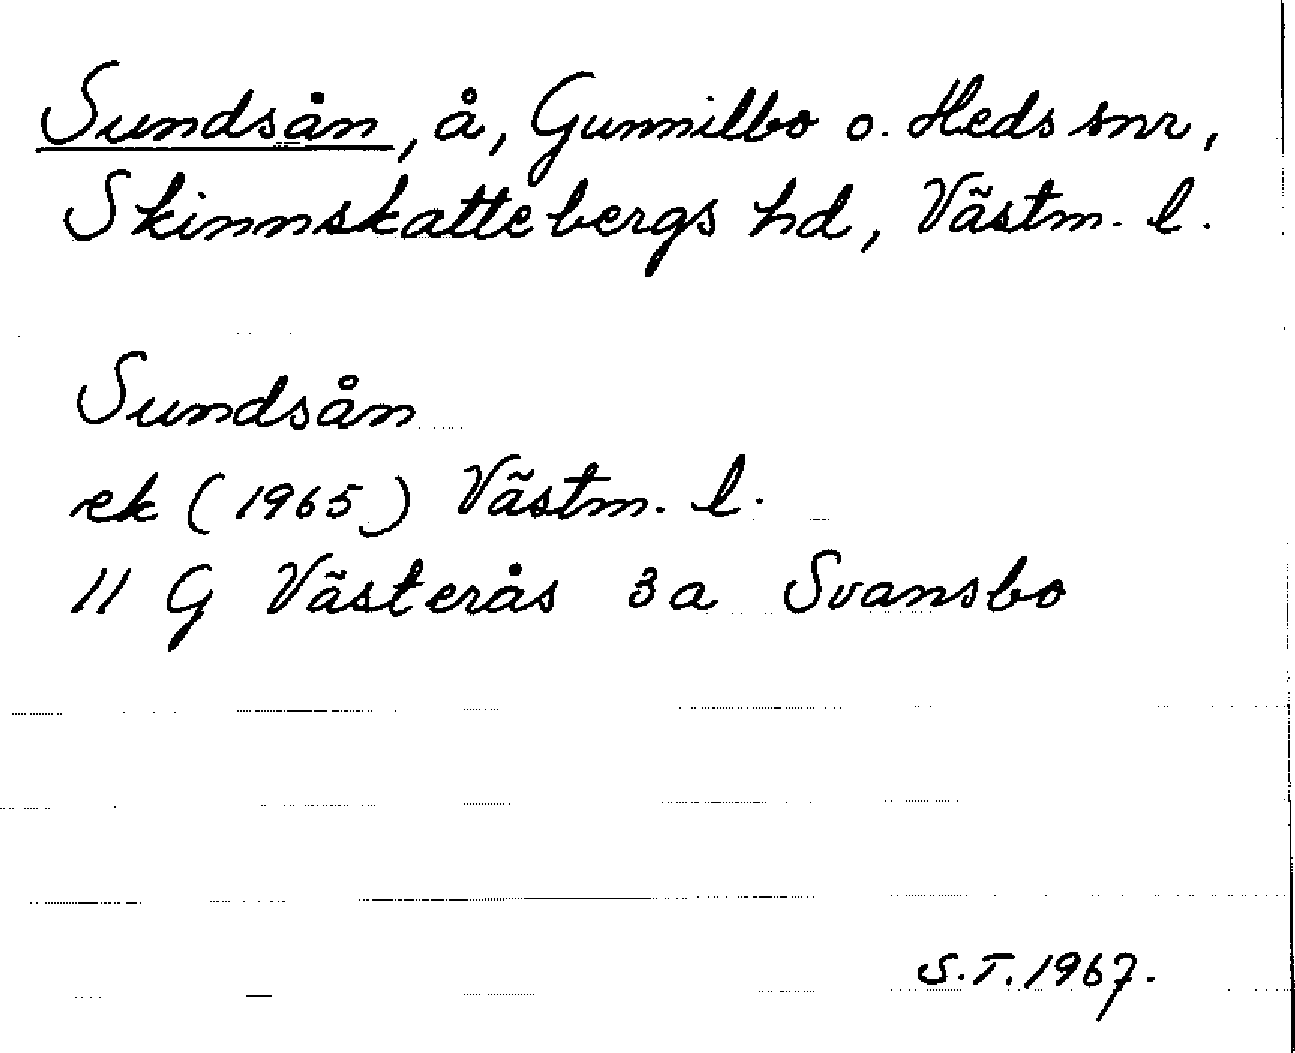 Sundsån, å, Gunnilbo o. Heds snr,
Skinnskattebergs hd, Västm. l.
Sundsån
ek (1965) Västm. l.
11 G Västerås 3a Svansbo
S.T. 1967.